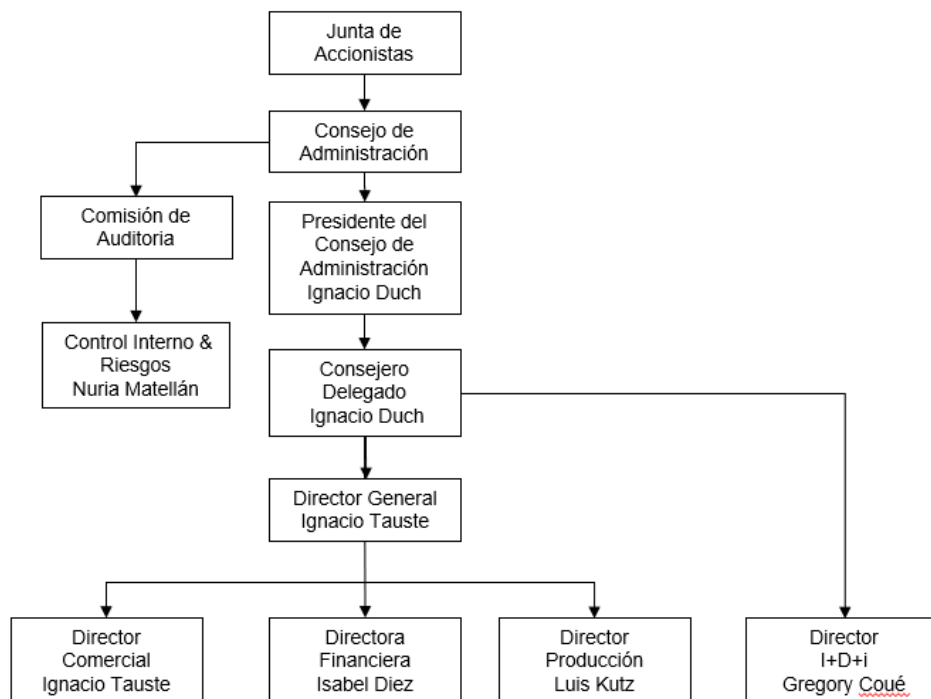 Junta de
Accionistas
Consejo de
Administración
Comisión de
Auditoria
Presidente del
Consejo de
Administración
Ignacio Duch
Control Interno &
Riesgos
Nuria Matellán
Consejero
Delegado
Ignacio Duch
Director General
Ignacio Tauste
Director
Comercial
Ignacio Tauste
Directora
Financiera
Isabel Diez
Director
Producción
Luis Kutz
Director
I+D+i
Gregory Coué